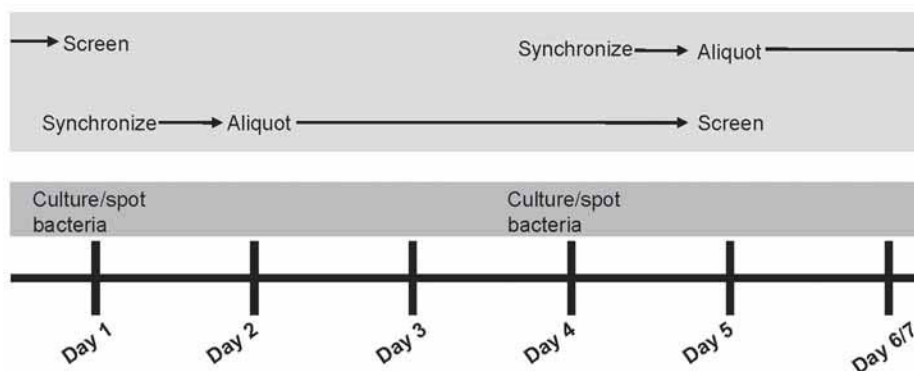 Screen
Synchronize Aliquot
Synchronize Aliquot Screen
Culture/spot Culture/spot
bacteria bacteria
Day 1 Day 2 Day 3 Day 4 Day 5 Day 6/7